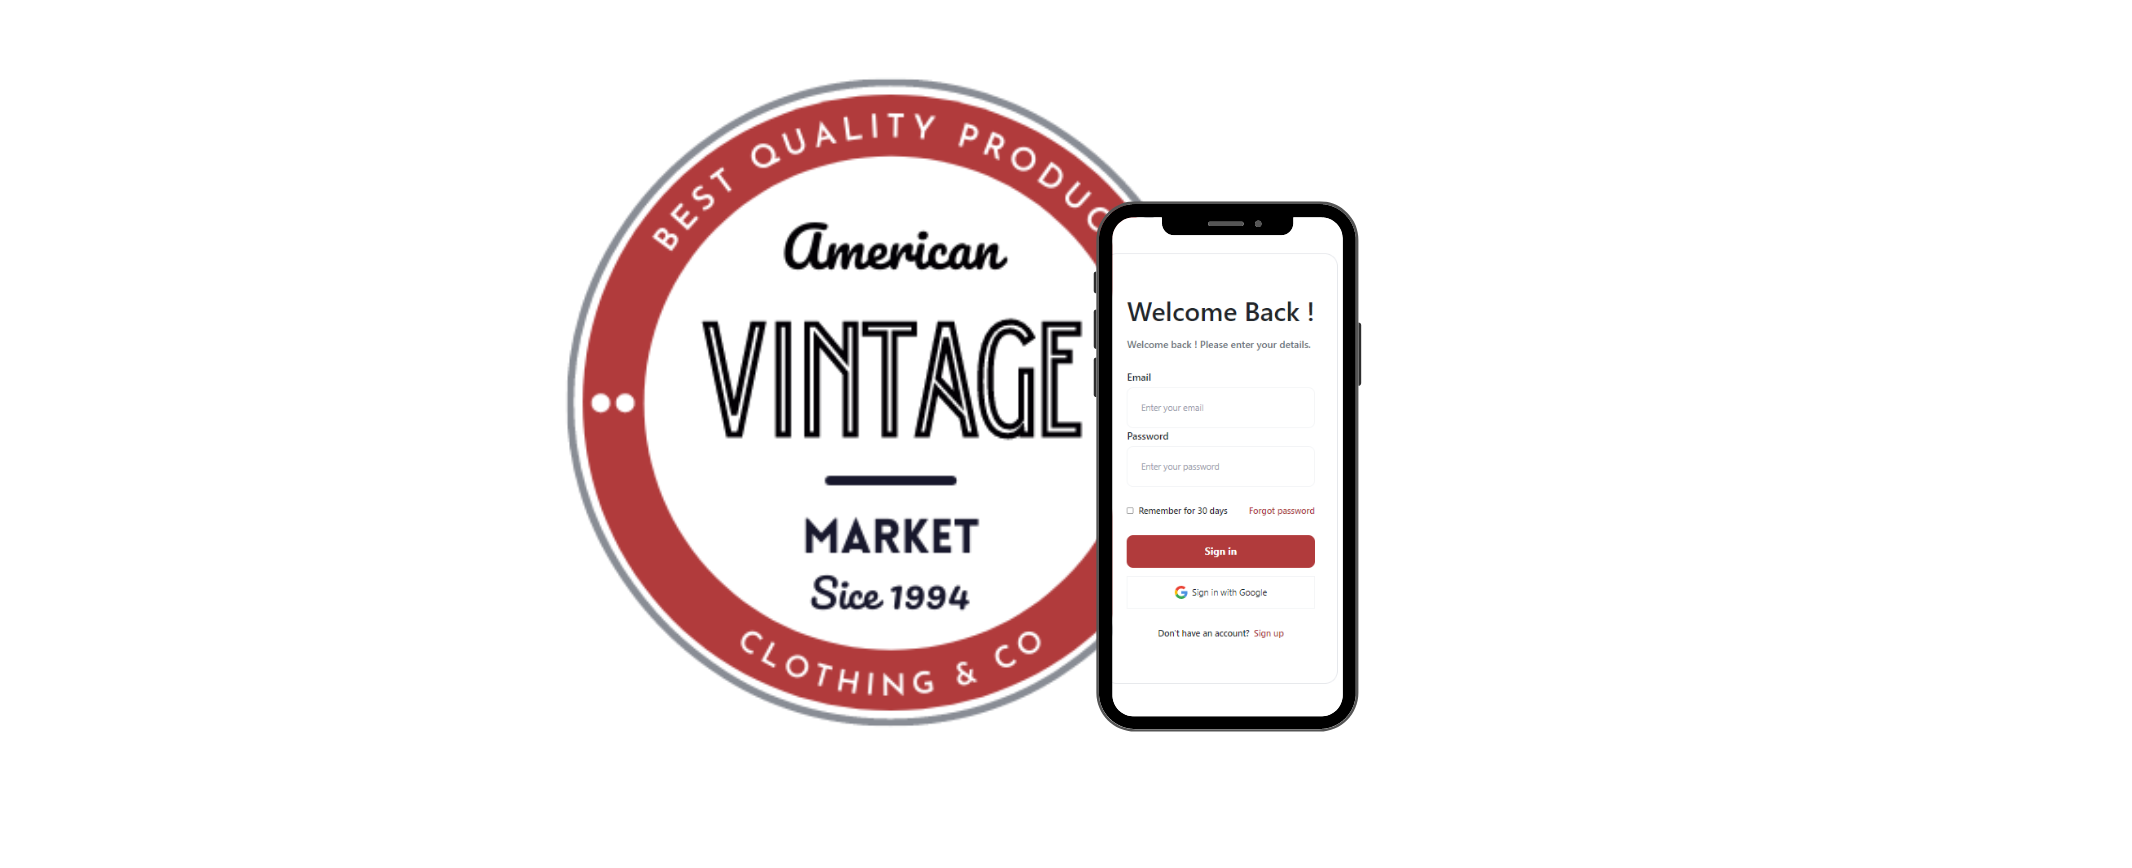 BEST QUALITY PRODUC
American
VINTAGE
MARKET
Sice 1994
CLOTHING & CO
Welcome Back !
Welcome back ! Please enter your details.
Email
Enter your email
Password
Enter your password
Remember for 30 days Forgot password
Sign in
Sign in with Google
Don't have an account? Sign up